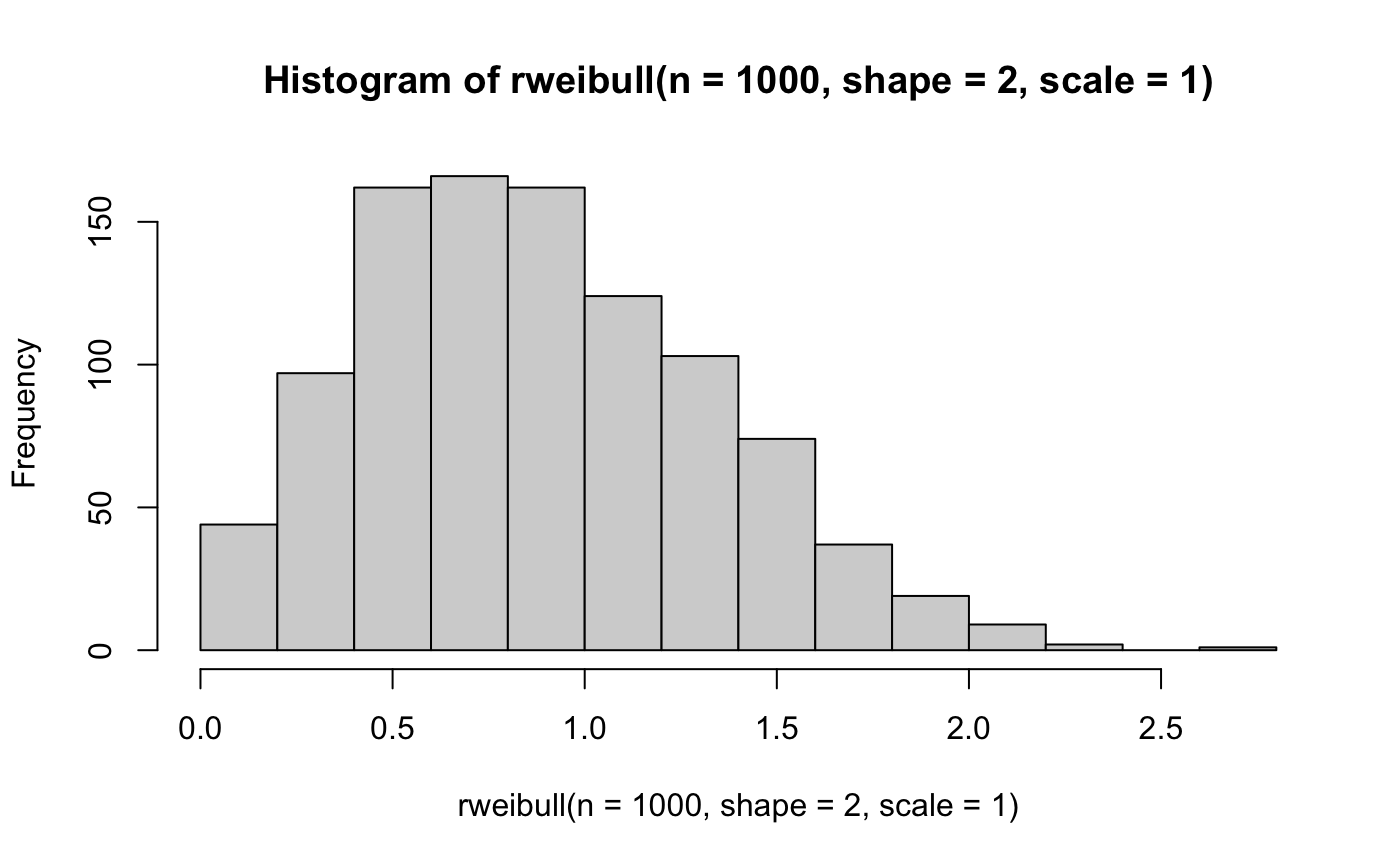 Histogram of rweibull(n = 1000, shape = 2, scale = 1)
Frequency
150
100
50
0
0.0 0.5 1.0 1.5 2.0 2.5
rweibull(n = 1000, shape = 2, scale = 1)